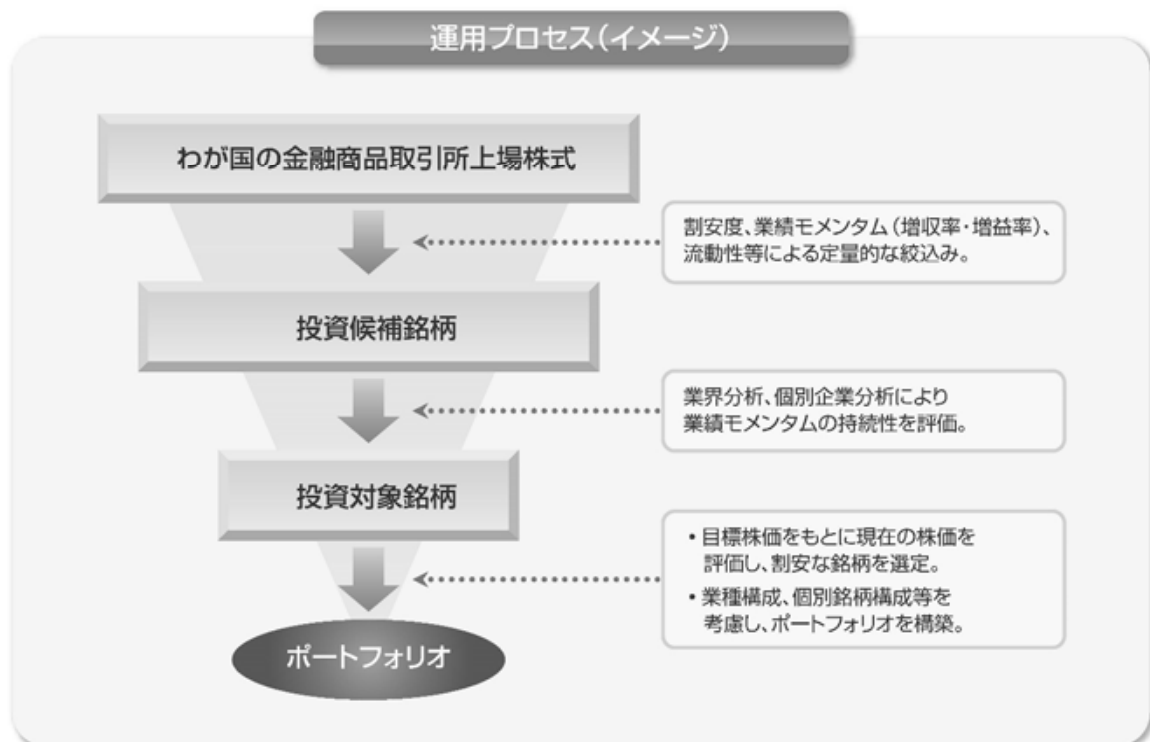 運用プロセス(イメージ)
わが国の金融商品取引所上場株式
割安度、業績モメンタム(増収率・増益率)、
流動性等による定量的な絞込み。
投資候補銘柄
業界分析、個別企業分析により
業績モメンタムの持続性を評価。
投資対象銘柄
・目標株価をもとに現在の株価を
評価し、割安な銘柄を選定。
・業種構成、個別銘柄構成等を
考慮し、ポートフォリオを構築。
ポートフォリオ